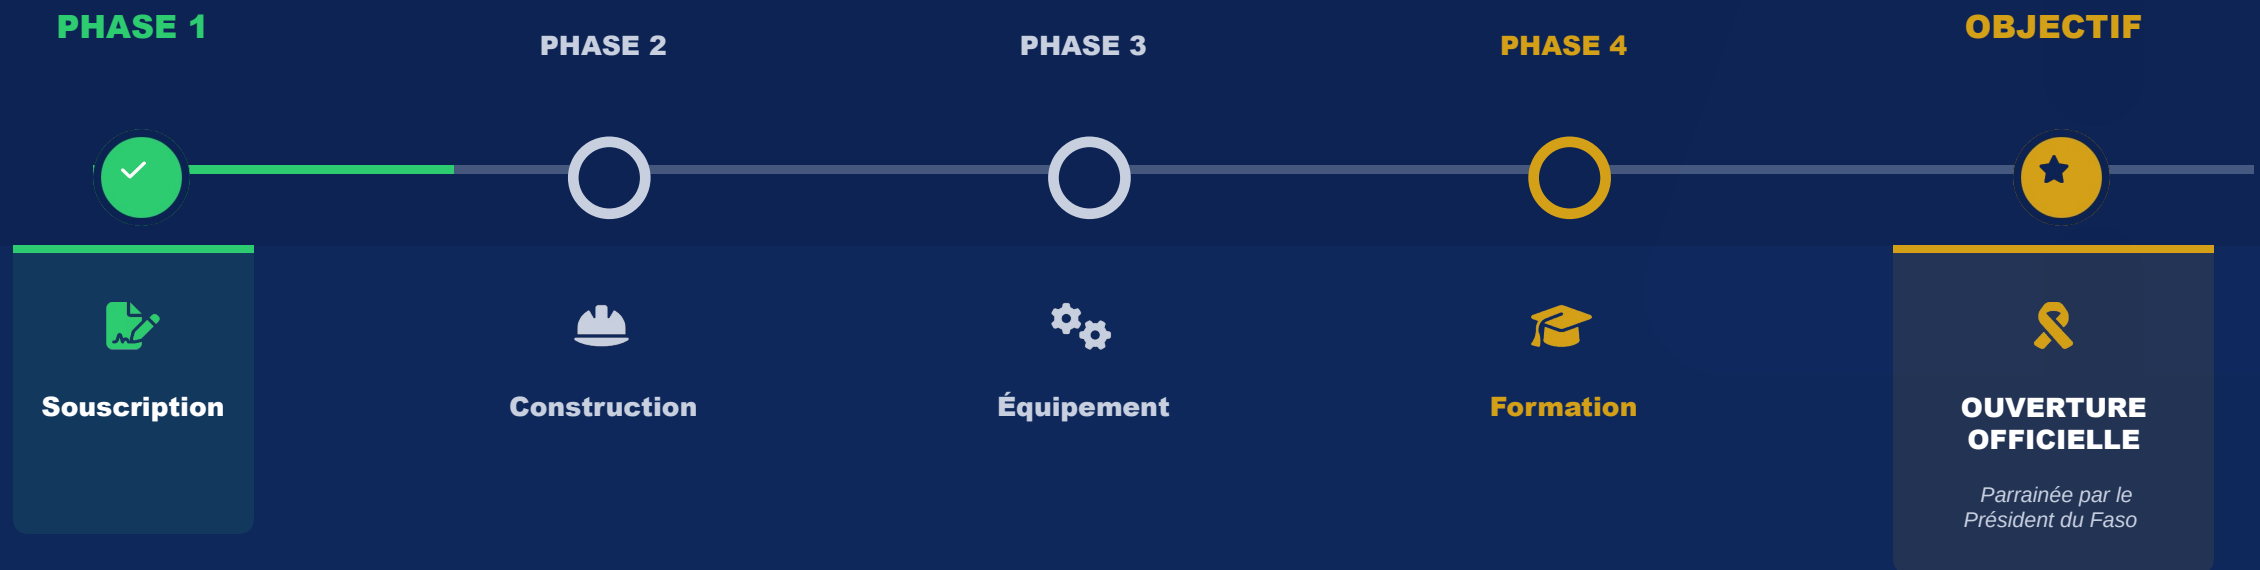 PHASE 1
PHASE 2
PHASE 3
PHASE 4
OBJECTIF
Souscription
Construction
Équipement
Formation
OUVERTURE
OFFICIELLE
Parrainée par le
Président du Faso